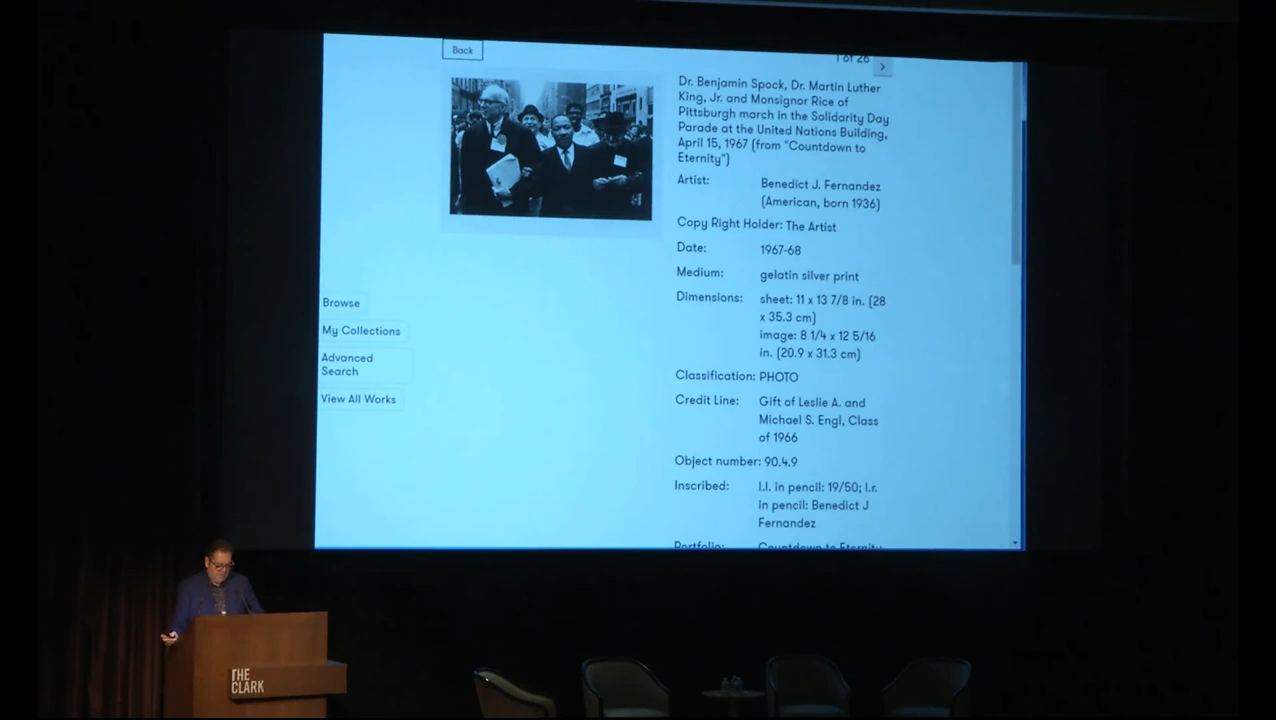 Back
1 of 26
>
Dr. Benjamin Spock, Dr. Martin Luther
King, Jr. and Monsignor Rice of
Pittsburgh march in the Solidarity Day
Parade at the United Nations Building,
April 15, 1967 (from "Countdown to
Eternity")
Artist: Benedict J. Fernandez
(American, born 1936)
Copy Right Holder: The Artist
Date: 1967-68
Medium: gelatin silver print
Dimensions: sheet: 11 x 13 7/8 in. (28
x 35.3 cm)
image: 8 1/4 x 12 5/16
in. (20.9 x 31.3 cm)
Classification: PHOTO
Credit Line: Gift of Leslie A. and
Michael S. Engl, Class
of 1966
Object number: 90.4.9
Inscribed: l.l. in pencil: 19/50; l.r.
in pencil: Benedict J
Fernandez
Portfolio: Countdown to Eternity
Browse
My Collections
Advanced
Search
View All Works
THE
CLARK